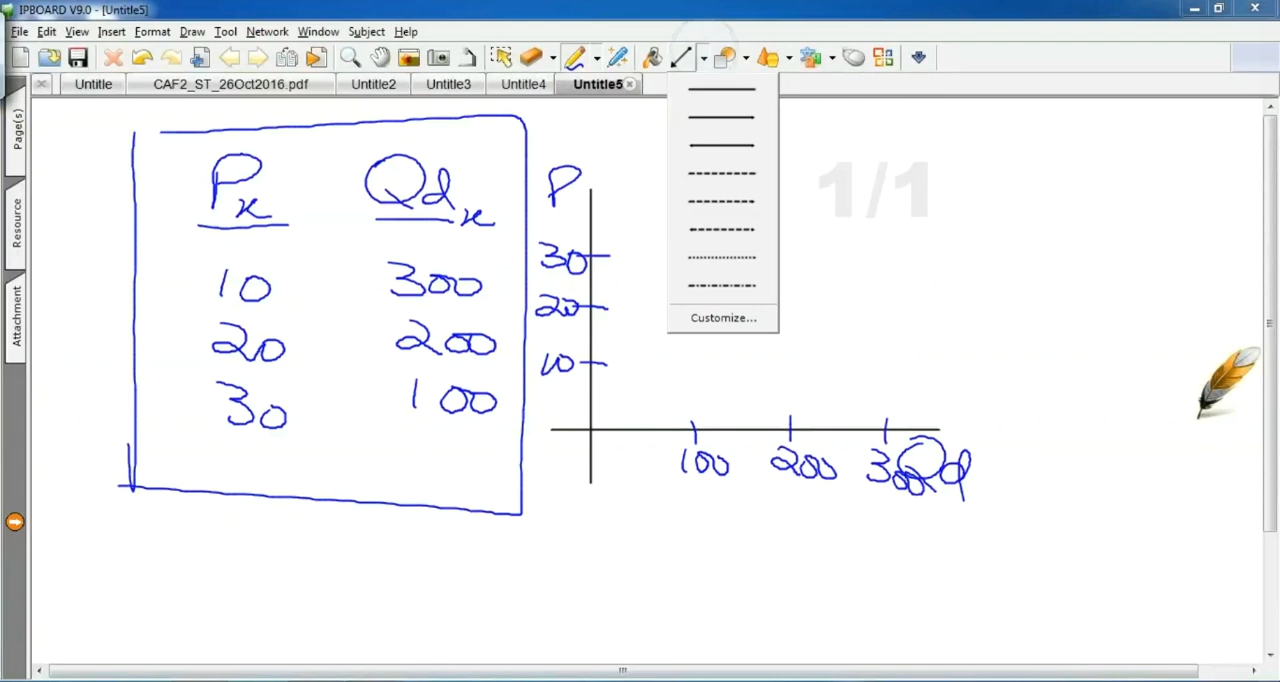 IPBOARD V9.0 - [Untitle5]
File Edit View Insert Format Draw Tool Network Window Subject Help
Untitle CAF2_ST_26Oct2016.pdf Untitle2 Untitle3 Untitle4 Untitle5
Page(s)
Resource
Attachment
Px Qdx
10 300
20 200
30 100
P
30
20
10
100 200 300 Qd
1/1
Customize...